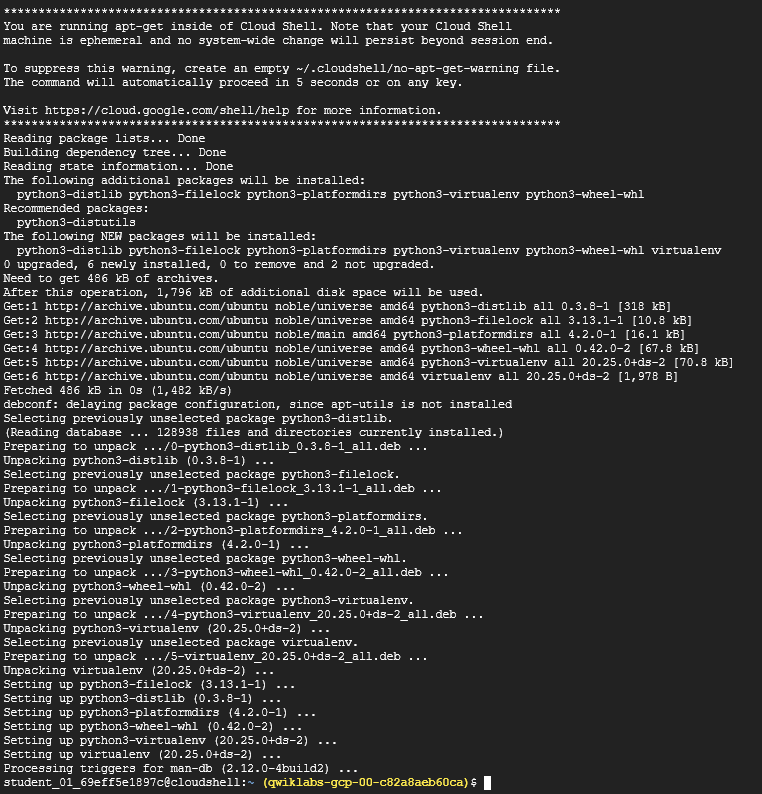 ********************************************************************************
You are running apt-get inside of Cloud Shell. Note that your Cloud Shell
machine is ephemeral and no system-wide change will persist beyond session end.

To suppress this warning, create an empty ~/.cloudshell/no-apt-get-warning file.
The command will automatically proceed in 5 seconds or on any key.

Visit https://cloud.google.com/shell/help for more information.
********************************************************************************
Reading package lists... Done
Building dependency tree... Done
Reading state information... Done
The following additional packages will be installed:
  python3-distlib python3-filelock python3-platformdirs python3-virtualenv python3-wheel-whl
Recommended packages:
  python3-distutils
The following NEW packages will be installed:
  python3-distlib python3-filelock python3-platformdirs python3-virtualenv python3-wheel-whl virtualenv
0 upgraded, 6 newly installed, 0 to remove and 2 not upgraded.
Need to get 486 kB of archives.
After this operation, 1,796 kB of additional disk space will be used.
Get:1 http://archive.ubuntu.com/ubuntu noble/universe amd64 python3-distlib all 0.3.8-1 [318 kB]
Get:2 http://archive.ubuntu.com/ubuntu noble/universe amd64 python3-filelock all 3.13.1-1 [10.8 kB]
Get:3 http://archive.ubuntu.com/ubuntu noble/main amd64 python3-platformdirs all 4.2.0-1 [16.1 kB]
Get:4 http://archive.ubuntu.com/ubuntu noble/universe amd64 python3-wheel-whl all 0.42.0-2 [67.8 kB]
Get:5 http://archive.ubuntu.com/ubuntu noble/universe amd64 python3-virtualenv all 20.25.0+ds-2 [70.8 kB]
Get:6 http://archive.ubuntu.com/ubuntu noble/universe amd64 virtualenv all 20.25.0+ds-2 [1,978 B]
Fetched 486 kB in 0s (1,482 kB/s)
debconf: delaying package configuration, since apt-utils is not installed
Selecting previously unselected package python3-distlib.
(Reading database ... 128938 files and directories currently installed.)
Preparing to unpack .../0-python3-distlib_0.3.8-1_all.deb ...
Unpacking python3-distlib (0.3.8-1) ...
Selecting previously unselected package python3-filelock.
Preparing to unpack .../1-python3-filelock_3.13.1-1_all.deb ...
Unpacking python3-filelock (3.13.1-1) ...
Selecting previously unselected package python3-platformdirs.
Preparing to unpack .../2-python3-platformdirs_4.2.0-1_all.deb ...
Unpacking python3-platformdirs (4.2.0-1) ...
Selecting previously unselected package python3-wheel-whl.
Preparing to unpack .../3-python3-wheel-whl_0.42.0-2_all.deb ...
Unpacking python3-wheel-whl (0.42.0-2) ...
Selecting previously unselected package python3-virtualenv.
Preparing to unpack .../4-python3-virtualenv_20.25.0+ds-2_all.deb ...
Unpacking python3-virtualenv (20.25.0+ds-2) ...
Selecting previously unselected package virtualenv.
Preparing to unpack .../5-virtualenv_20.25.0+ds-2_all.deb ...
Unpacking virtualenv (20.25.0+ds-2) ...
Setting up python3-filelock (3.13.1-1) ...
Setting up python3-distlib (0.3.8-1) ...
Setting up python3-platformdirs (4.2.0-1) ...
Setting up python3-wheel-whl (0.42.0-2) ...
Setting up python3-virtualenv (20.25.0+ds-2) ...
Setting up virtualenv (20.25.0+ds-2) ...
Processing triggers for man-db (2.12.0-4build2) ...
student_01_69eff5e1897c@cloudshell:~ (qwiklabs-gcp-00-c82a8aeb60ca)$